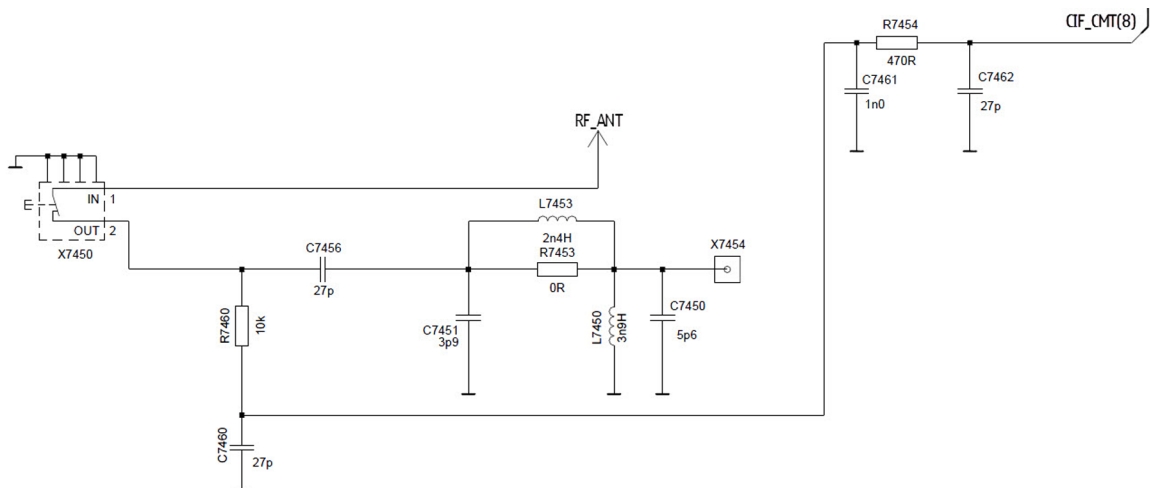 R7454
CIF_CMT(8)
470R
C7461
1n0
C7462
27p
RF_ANT
IN 1
OUT 2
X7450
L7453
2n4H
R7453
0R
C7456
27p
X7454
R7460
10k
C7451
3p9
L7450
3n9H
C7450
5p6
C7460
27p